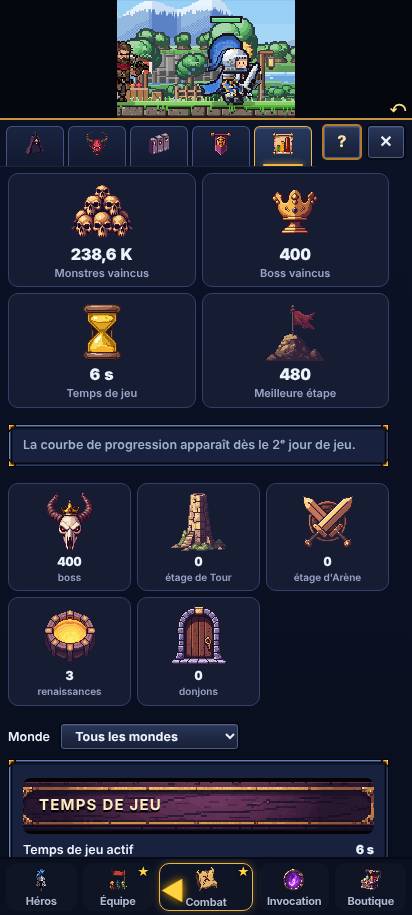 ?
✕
238,6 K
Monstres vaincus
400
Boss vaincus
6 s
Temps de jeu
480
Meilleure étape
La courbe de progression apparaît dès le 2ᵉ jour de jeu.
400
boss
0
étage de Tour
0
étage d'Arène
3
renaissances
0
donjons
Monde
Tous les mondes
TEMPS DE JEU
Temps de jeu actif
6 s
Héros
Équipe
Combat
Invocation
Boutique